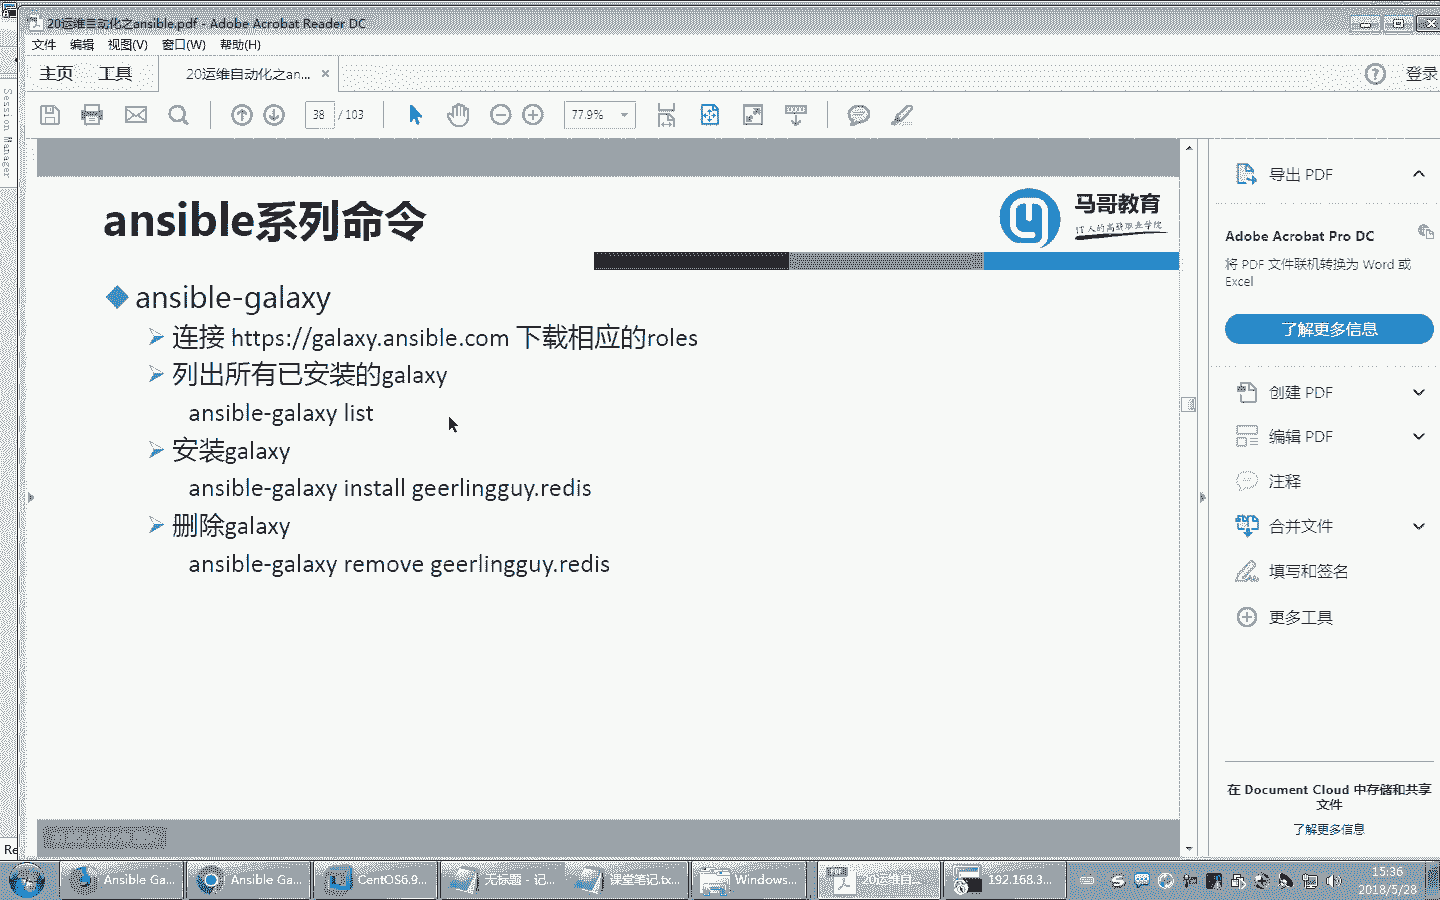 20运维自动化之ansible.pdf - Adobe Acrobat Reader DC
文件 编辑 视图(V) 窗口(W) 帮助(H)
主页 工具 20运维自动化之an... × 登录
38 / 103 77.9%
Session Manager
ansible系列命令
马哥教育
IT人的高薪职业学院
ansible-galaxy
连接 https://galaxy.ansible.com 下载相应的roles
列出所有已安装的galaxy
ansible-galaxy list
安装galaxy
ansible-galaxy install geerlingguy.redis
删除galaxy
ansible-galaxy remove geerlingguy.redis
导出 PDF
Adobe Acrobat Pro DC
将 PDF 文件联机转换为 Word 或
Excel
了解更多信息
创建 PDF
编辑 PDF
注释
合并文件
填写和签名
更多工具
在 Document Cloud 中存储和共享
文件
了解更多信息
Re
Ansible Ga... Ansible Ga... CentOS6.9... 无标题 - 记... 课堂笔记.tx... Windows... 20运维自... 192.168.3... 15:36
2018/5/28